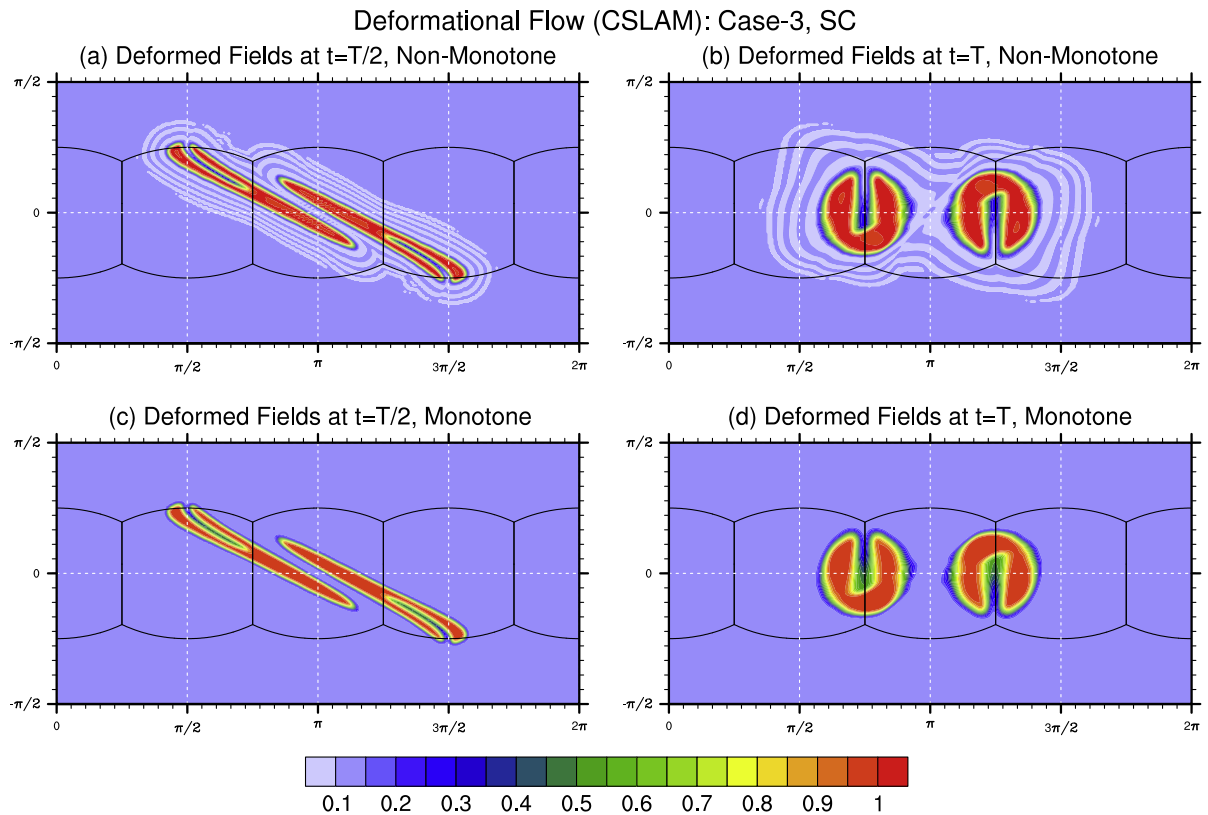 Deformational Flow (CSLAM): Case-3, SC
(a) Deformed Fields at t=T/2, Non-Monotone
(b) Deformed Fields at t=T, Non-Monotone
π/2
0
-π/2
0 π/2 π 3π/2 2π
π/2
0
-π/2
0 π/2 π 3π/2 2π
(c) Deformed Fields at t=T/2, Monotone
(d) Deformed Fields at t=T, Monotone
π/2
0
-π/2
0 π/2 π 3π/2 2π
π/2
0
-π/2
0 π/2 π 3π/2 2π
0.1 0.2 0.3 0.4 0.5 0.6 0.7 0.8 0.9 1